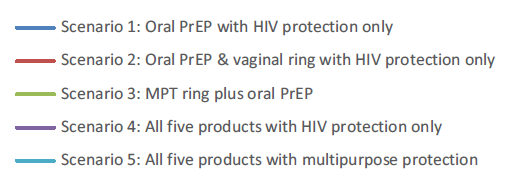 Scenario 1: Oral PrEP with HIV protection only
Scenario 2: Oral PrEP & vaginal ring with HIV protection only
Scenario 3: MPT ring plus oral PrEP
Scenario 4: All five products with HIV protection only
Scenario 5: All five products with multipurpose protection